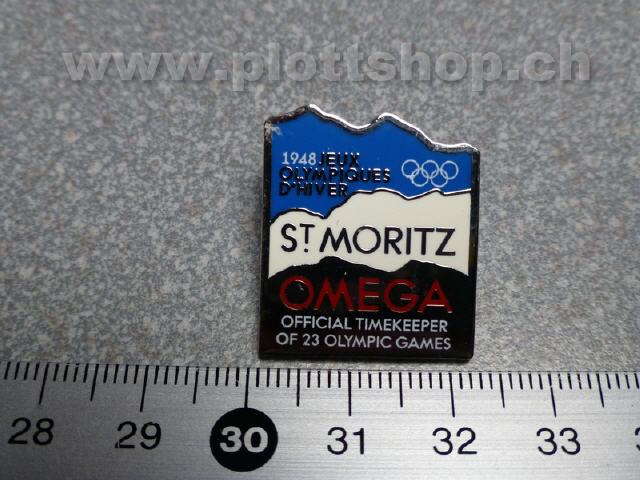 www.plottshop.ch
1948 JEUX
OLYMPIQUES
D'HIVER
ST MORITZ
OMEGA
OFFICIAL TIMEKEEPER
OF 23 OLYMPIC GAMES
28 29 30 31 32 33